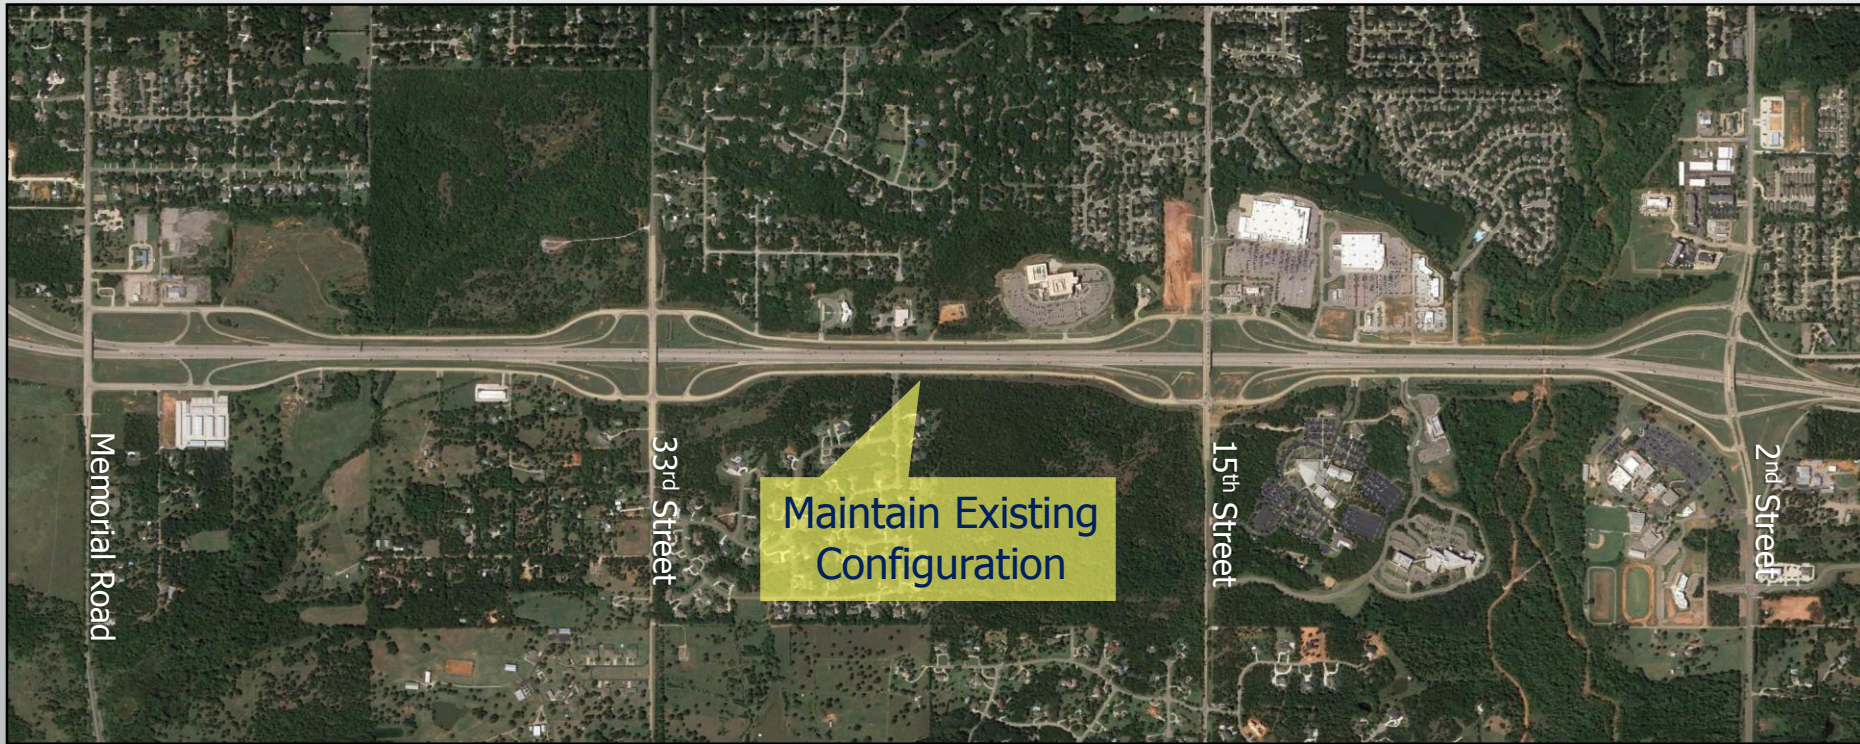 Memorial Road
33rd Street
Maintain Existing
Configuration
15th Street
2nd Street